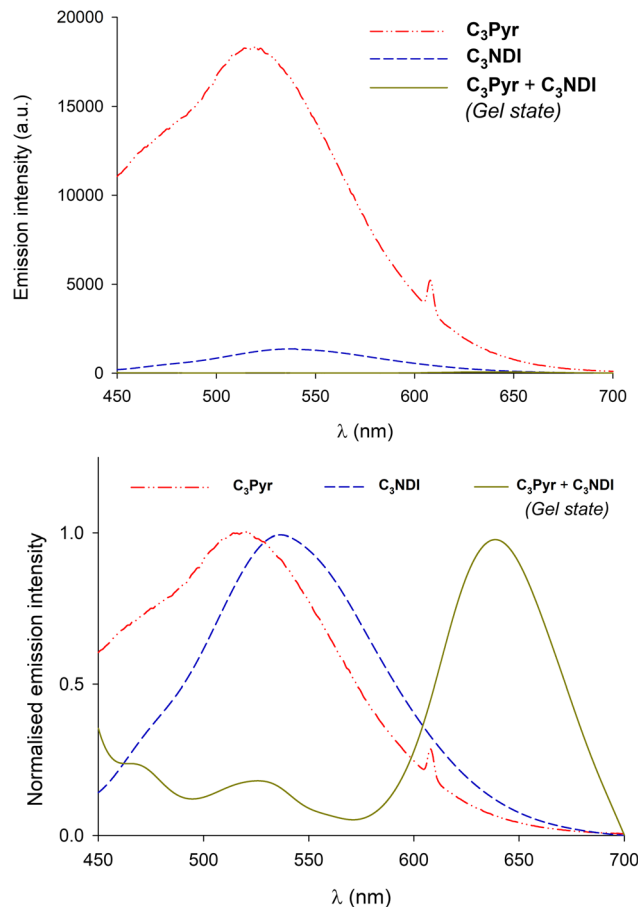 20000
15000
10000
5000
0
Emission intensity (a.u.)
C₃Pyr
C₃NDI
C₃Pyr + C₃NDI
(Gel state)
450 500 550 600 650 700
λ (nm)
C₃Pyr C₃NDI C₃Pyr + C₃NDI
(Gel state)
1.0
0.5
0.0
Normalised emission intensity
450 500 550 600 650 700
λ (nm)